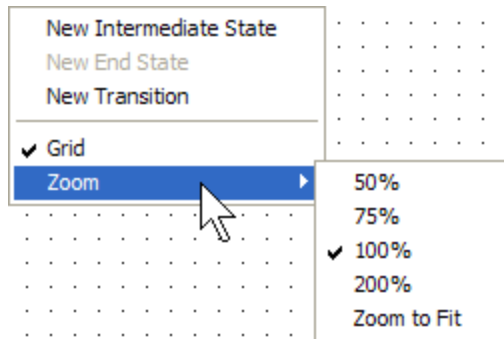 New Intermediate State
New End State
New Transition
Grid
Zoom
50%
75%
100%
200%
Zoom to Fit